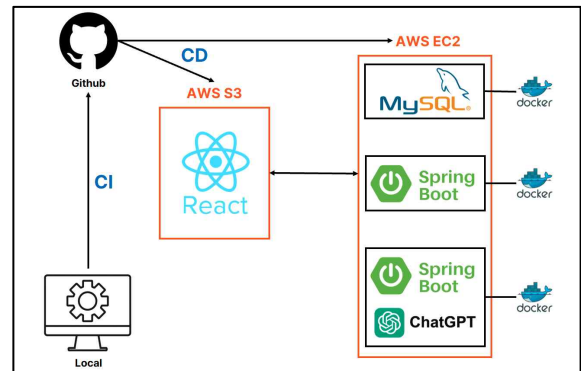 AWS EC2
CD
Github
AWS S3
MySQL®
docker
CI
React
Spring
Boot
docker
Spring
Boot
ChatGPT
docker
Local